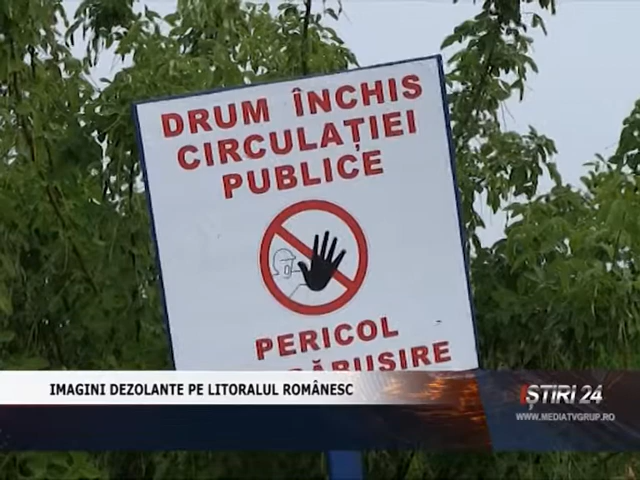 DRUM ÎNCHIS
CIRCULAȚIEI
PUBLICE
PERICOL
IMAGINI DEZOLANTE PE LITORALUL ROMÂNESC
ȘTIRI 24
WWW.MEDIATVGRUP.RO